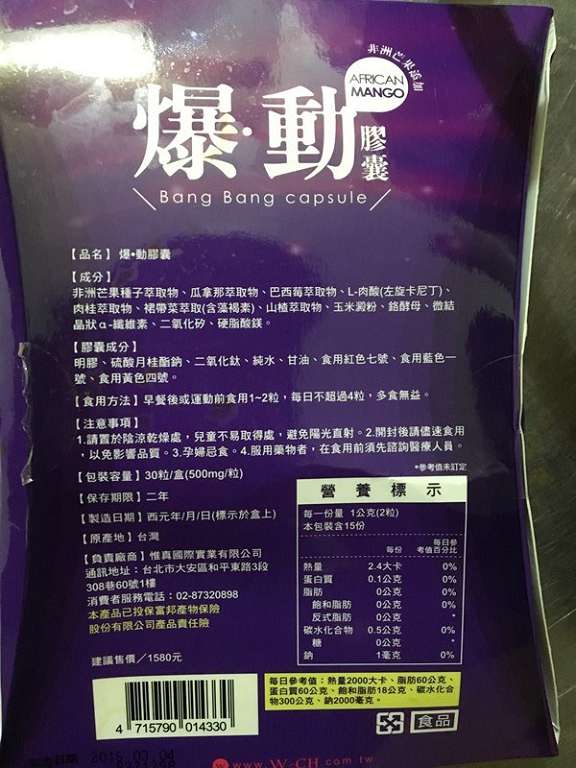 非洲芒果添加
AFRICAN
MANGO
爆·動膠囊
Bang Bang capsule
【品名】爆•動膠囊
【成分】
非洲芒果種子萃取物、瓜拿那萃取物、巴西莓萃取物、L-肉酸(左旋卡尼丁)、
肉桂萃取物、裙帶菜萃取(含藻褐素)、山楂萃取物、玉米澱粉、鉻酵母、微結
晶狀α-纖維素、二氧化矽、硬脂酸鎂。
【膠囊成分】
明膠、硫酸月桂酯鈉、二氧化鈦、純水、甘油、食用紅色七號、食用藍色一
號、食用黃色四號。
【食用方法】早餐後或運動前食用1~2粒，每日不超過4粒，多食無益。
【注意事項】
1.請置於陰涼乾燥處，兒童不易取得處，避免陽光直射。2.開封後請儘速食用
，以免影響品質。3.孕婦忌食。4.服用藥物者，在食用前須先諮詢醫療人員。
【包裝容量】30粒/盒(500mg/粒)
*參考值未訂定
【保存期限】二年
【製造日期】西元年/月/日(標示於盒上)
【原產地】台灣
【負責廠商】惟真國際實業有限公司
通訊地址：台北市大安區和平東路3段
308巷60號1樓
消費者服務電話：02-87320898
本產品已投保富邦產物保險
股份有限公司產品責任險
建議售價／1580元
營養標示
每一份量 1公克(2粒)
本包裝含15份
每份 每日參考值百分比
熱量 2.4大卡 0%
蛋白質 0.1公克 0%
脂肪 0公克 0%
飽和脂肪 0公克 0%
反式脂肪 0公克 *
碳水化合物 0.5公克 0%
糖 0公克 *
鈉 1毫克 0%
每日參考值：熱量2000大卡、脂肪60公克、
蛋白質60公克、飽和脂肪18公克、碳水化合
物300公克、鈉2000毫克。
食品
4 715790 014330
2015 03 04
www.W-CH.com.tw